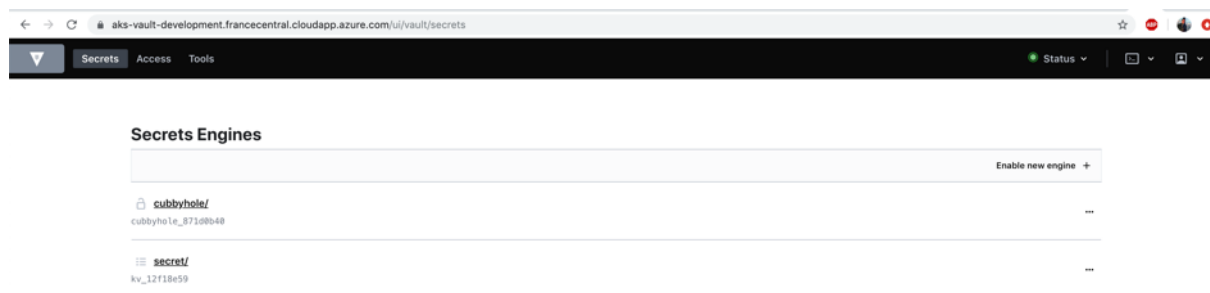 aks-vault-development.francecentral.cloudapp.azure.com/ui/vault/secrets
ABP
Secrets Access Tools Status
Secrets Engines
Enable new engine +
cubbyhole/
cubbyhole_871d0b40
secret/
kv_12f18e59